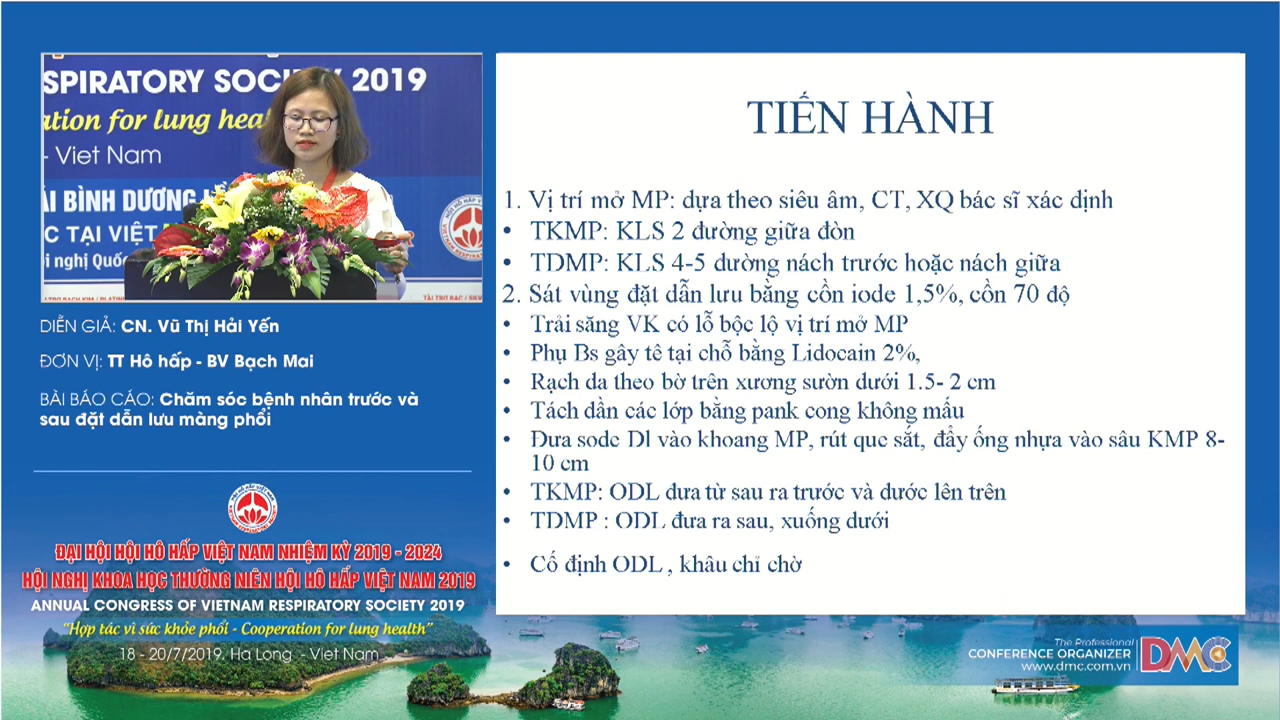 SPIRATORY SOCIETY 2019
ation for lung heal
- Viet Nam
ÁI BÌNH DƯƠNG
C TẠI VIỆT
i nghị Quốc
DIỄN GIẢ: CN. Vũ Thị Hải Yến
ĐƠN VỊ: TT Hô hấp - BV Bạch Mai
BÀI BÁO CÁO: Chăm sóc bệnh nhân trước và
sau đặt dẫn lưu màng phổi
ĐẠI HỘI HỘI HÔ HẤP VIỆT NAM NHIỆM KỲ 2019 - 2024
HỘI NGHỊ KHOA HỌC THƯỜNG NIÊN HỘI HÔ HẤP VIỆT NAM 2019
ANNUAL CONGRESS OF VIETNAM RESPIRATORY SOCIETY 2019
"Hợp tác vì sức khỏe phổi - Cooperation for lung health"
18 - 20/7/2019. Ha Long - Viet Nam
TIẾN HÀNH
1. Vị trí mở MP: dựa theo siêu âm, CT, XQ bác sĩ xác định
• TKMP: KLS 2 đường giữa đòn
• TDMP: KLS 4-5 đường nách trước hoặc nách giữa
2. Sát vùng đặt dẫn lưu bằng cồn iode 1,5%, cồn 70 độ
• Trải săng VK có lỗ bộc lộ vị trí mở MP
• Phụ Bs gây tê tại chỗ bằng Lidocain 2%,
• Rạch da theo bờ trên xương sườn dưới 1.5- 2 cm
• Tách dần các lớp bằng pank cong không mấu
• Đưa sode Dl vào khoang MP, rút que sắt, đẩy ống nhựa vào sâu KMP 8-
10 cm
• TKMP: ODL đưa từ sau ra trước và dước lên trên
• TDMP : ODL đưa ra sau, xuống dưới
• Cố định ODL , khâu chỉ chờ
The Professional
CONFERENCE ORGANIZER
www.dmc.com.vn
DMC